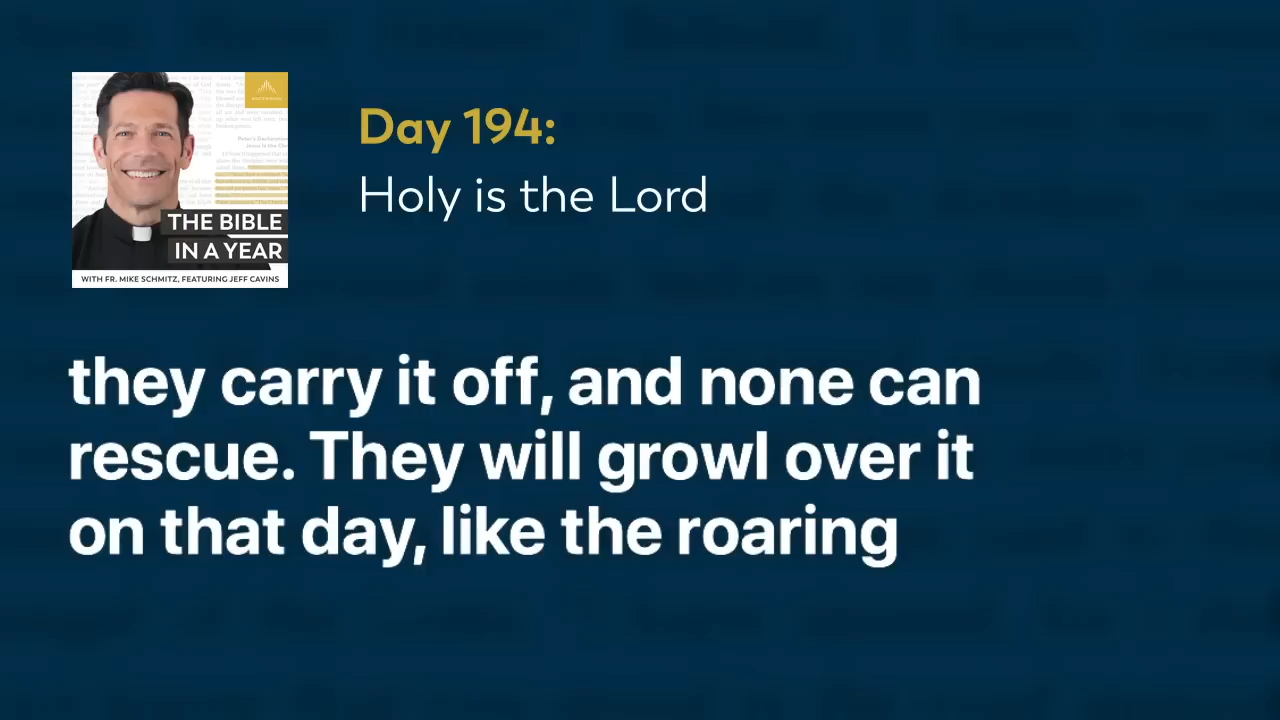 Day 194:
Holy is the Lord
THE BIBLE
IN A YEAR
WITH FR. MIKE SCHMITZ, FEATURING JEFF CAVINS
they carry it off, and none can
rescue. They will growl over it
on that day, like the roaring